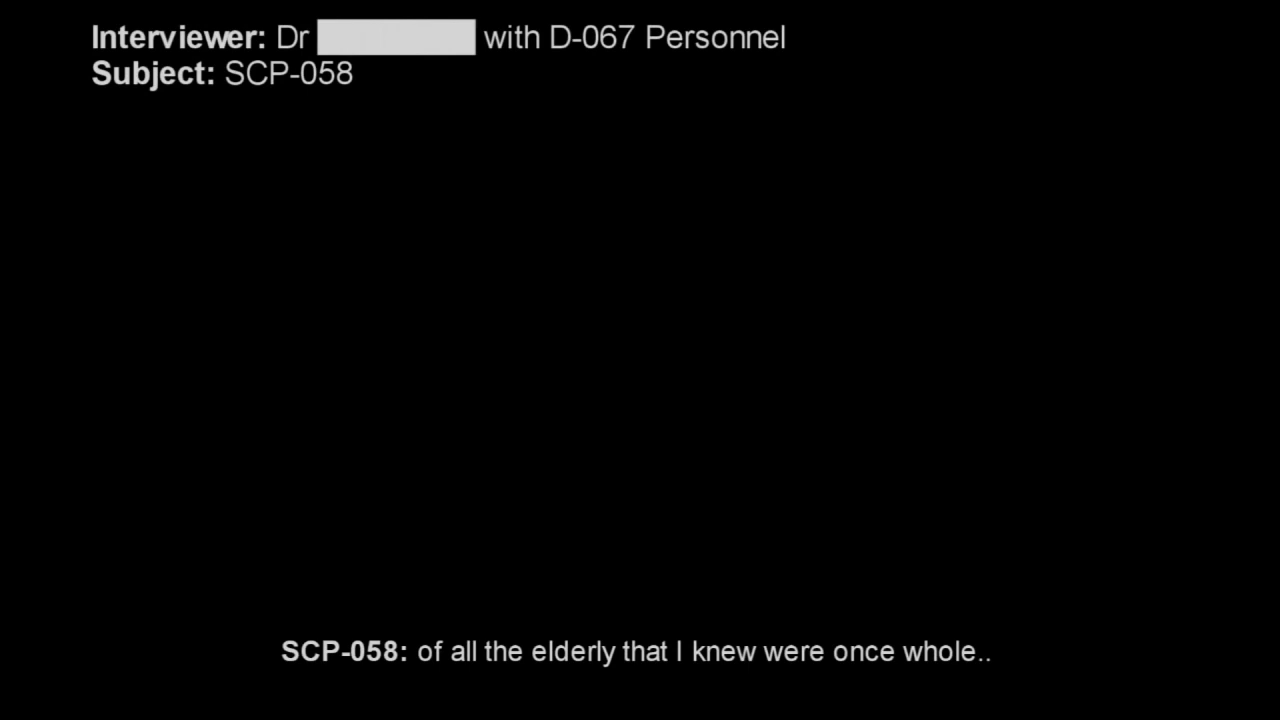 Interviewer: Dr with D-067 Personnel
Subject: SCP-058
SCP-058: of all the elderly that I knew were once whole..